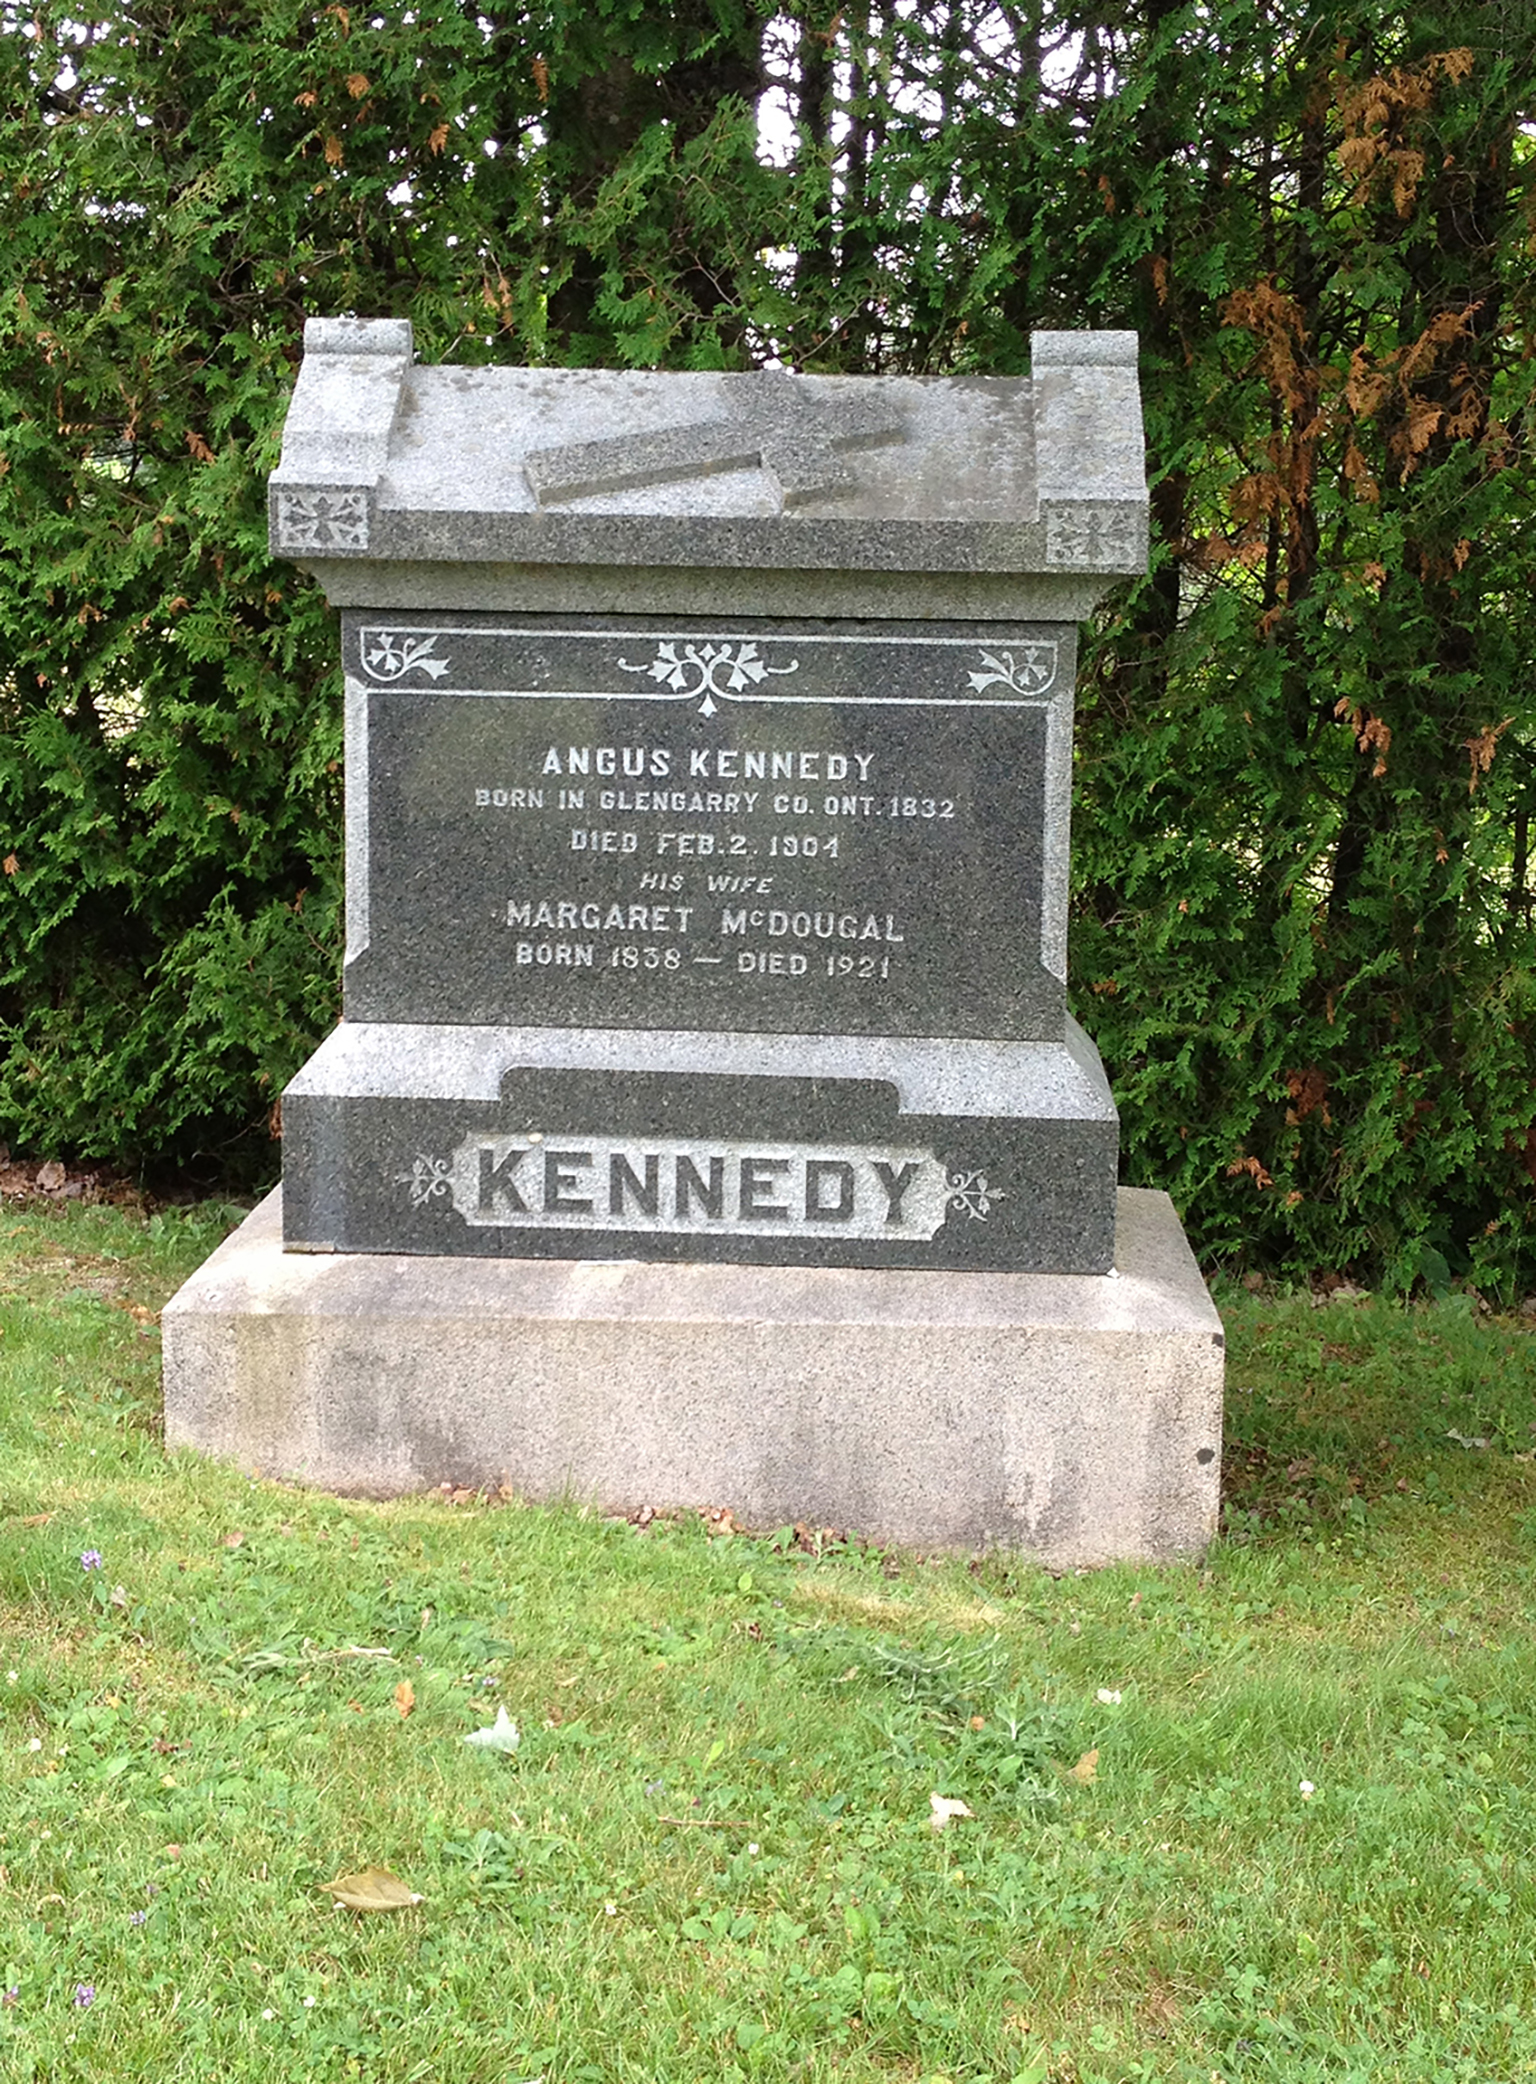 ANGUS KENNEDY
BORN IN GLENGARRY CO. ONT. 1832
DIED FEB. 2. 1904
HIS WIFE
MARGARET McDOUGAL
BORN 1838 — DIED 1921
KENNEDY